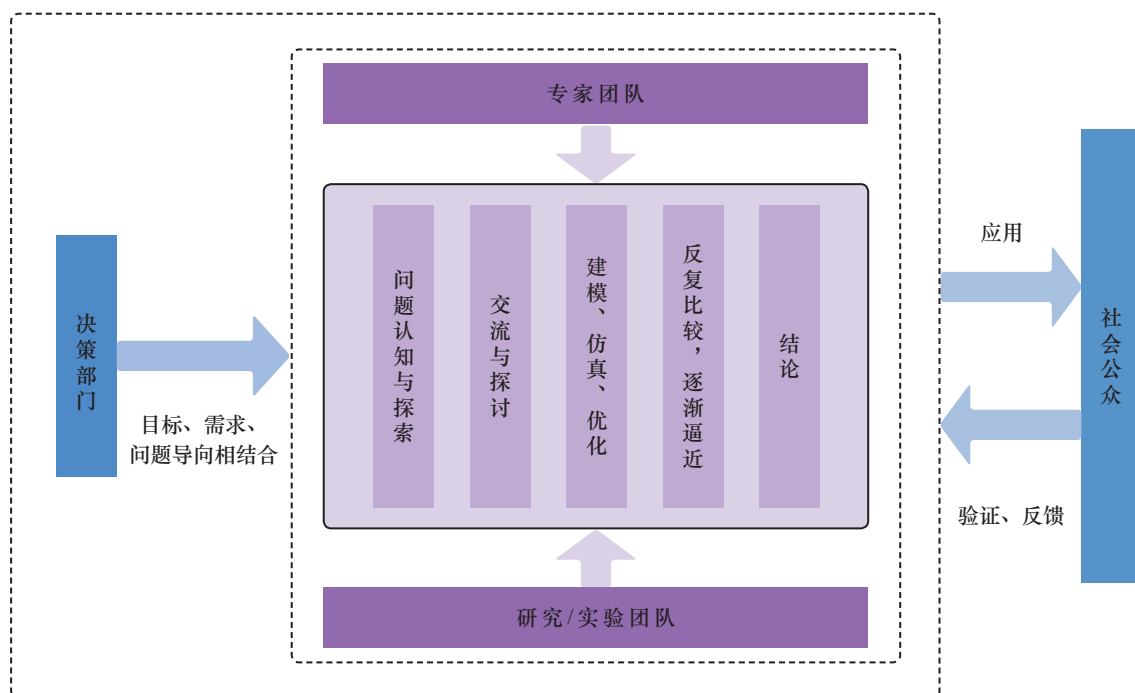 专家团队
决策部门
目标、需求、
问题导向相结合
问题认知与探索
交流与探讨
建模、仿真、优化
反复比较，逐渐逼近
结论
研究/实验团队
应用
验证、反馈
社会公众